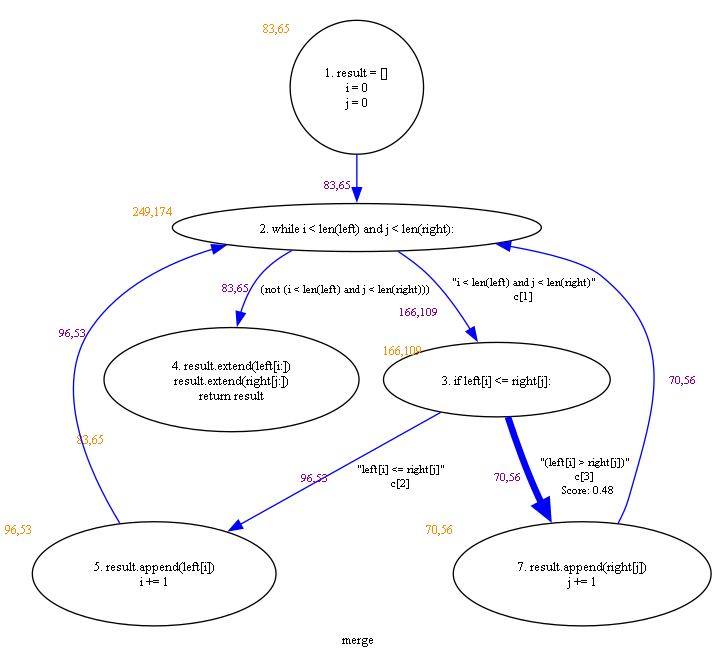 83,65
1. result = []
i = 0
j = 0
83,65
249,174
2. while i < len(left) and j < len(right):
83,65
(not (i < len(left) and j < len(right)))
"i < len(left) and j < len(right)"
c[1]
166,109
96,53
166,109
4. result.extend(left[i:])
result.extend(right[j:])
return result
3. if left[i] <= right[j]:
70,56
83,65
"left[i] <= right[j]"
c[2]
96,53
70,56
"(left[i] > right[j])"
c[3]
Score: 0.48
96,53
70,56
5. result.append(left[i])
i += 1
7. result.append(right[j])
j += 1
merge